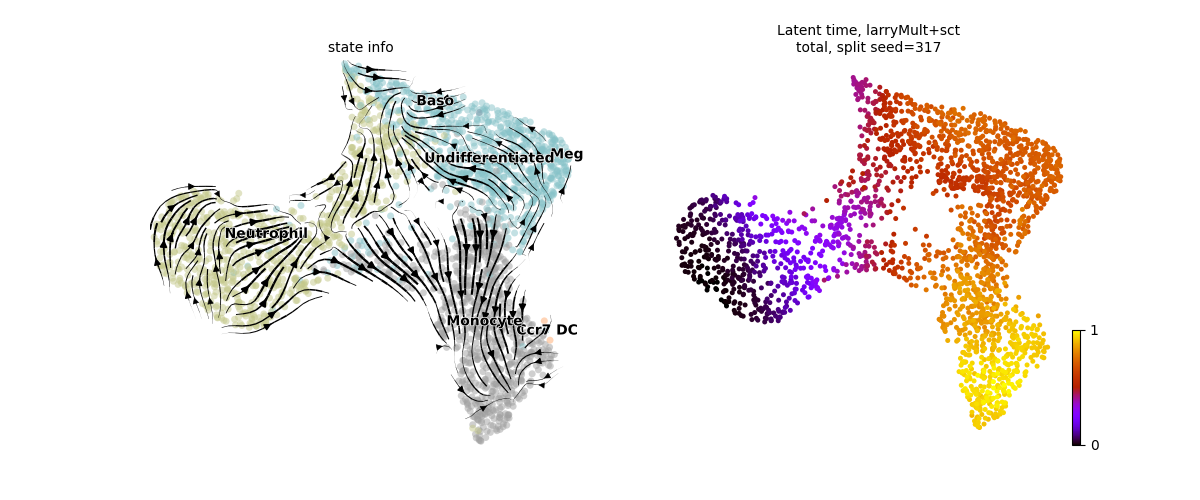 state info
Baso
Undifferentiated
Meg
Neutrophil
Monocyte
Ccr7 DC
Latent time, larryMult+sct
total, split seed=317
1
0